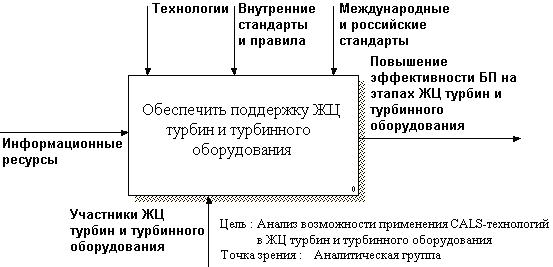 Технологии
Внутренние
стандарты
и правила
Международные
и российские
стандарты
Повышение
эффективности БП на
этапах ЖЦ турбин и
турбинного
оборудования
Обеспечить поддержку ЖЦ
турбин и турбинного
оборудования
0
Информационные
ресурсы
Участники ЖЦ
турбин и турбинного
оборудования
Цель : Анализ возможности применения CALS-технологий
в ЖЦ турбин и турбинного оборудования
Точка зрения : Аналитическая группа